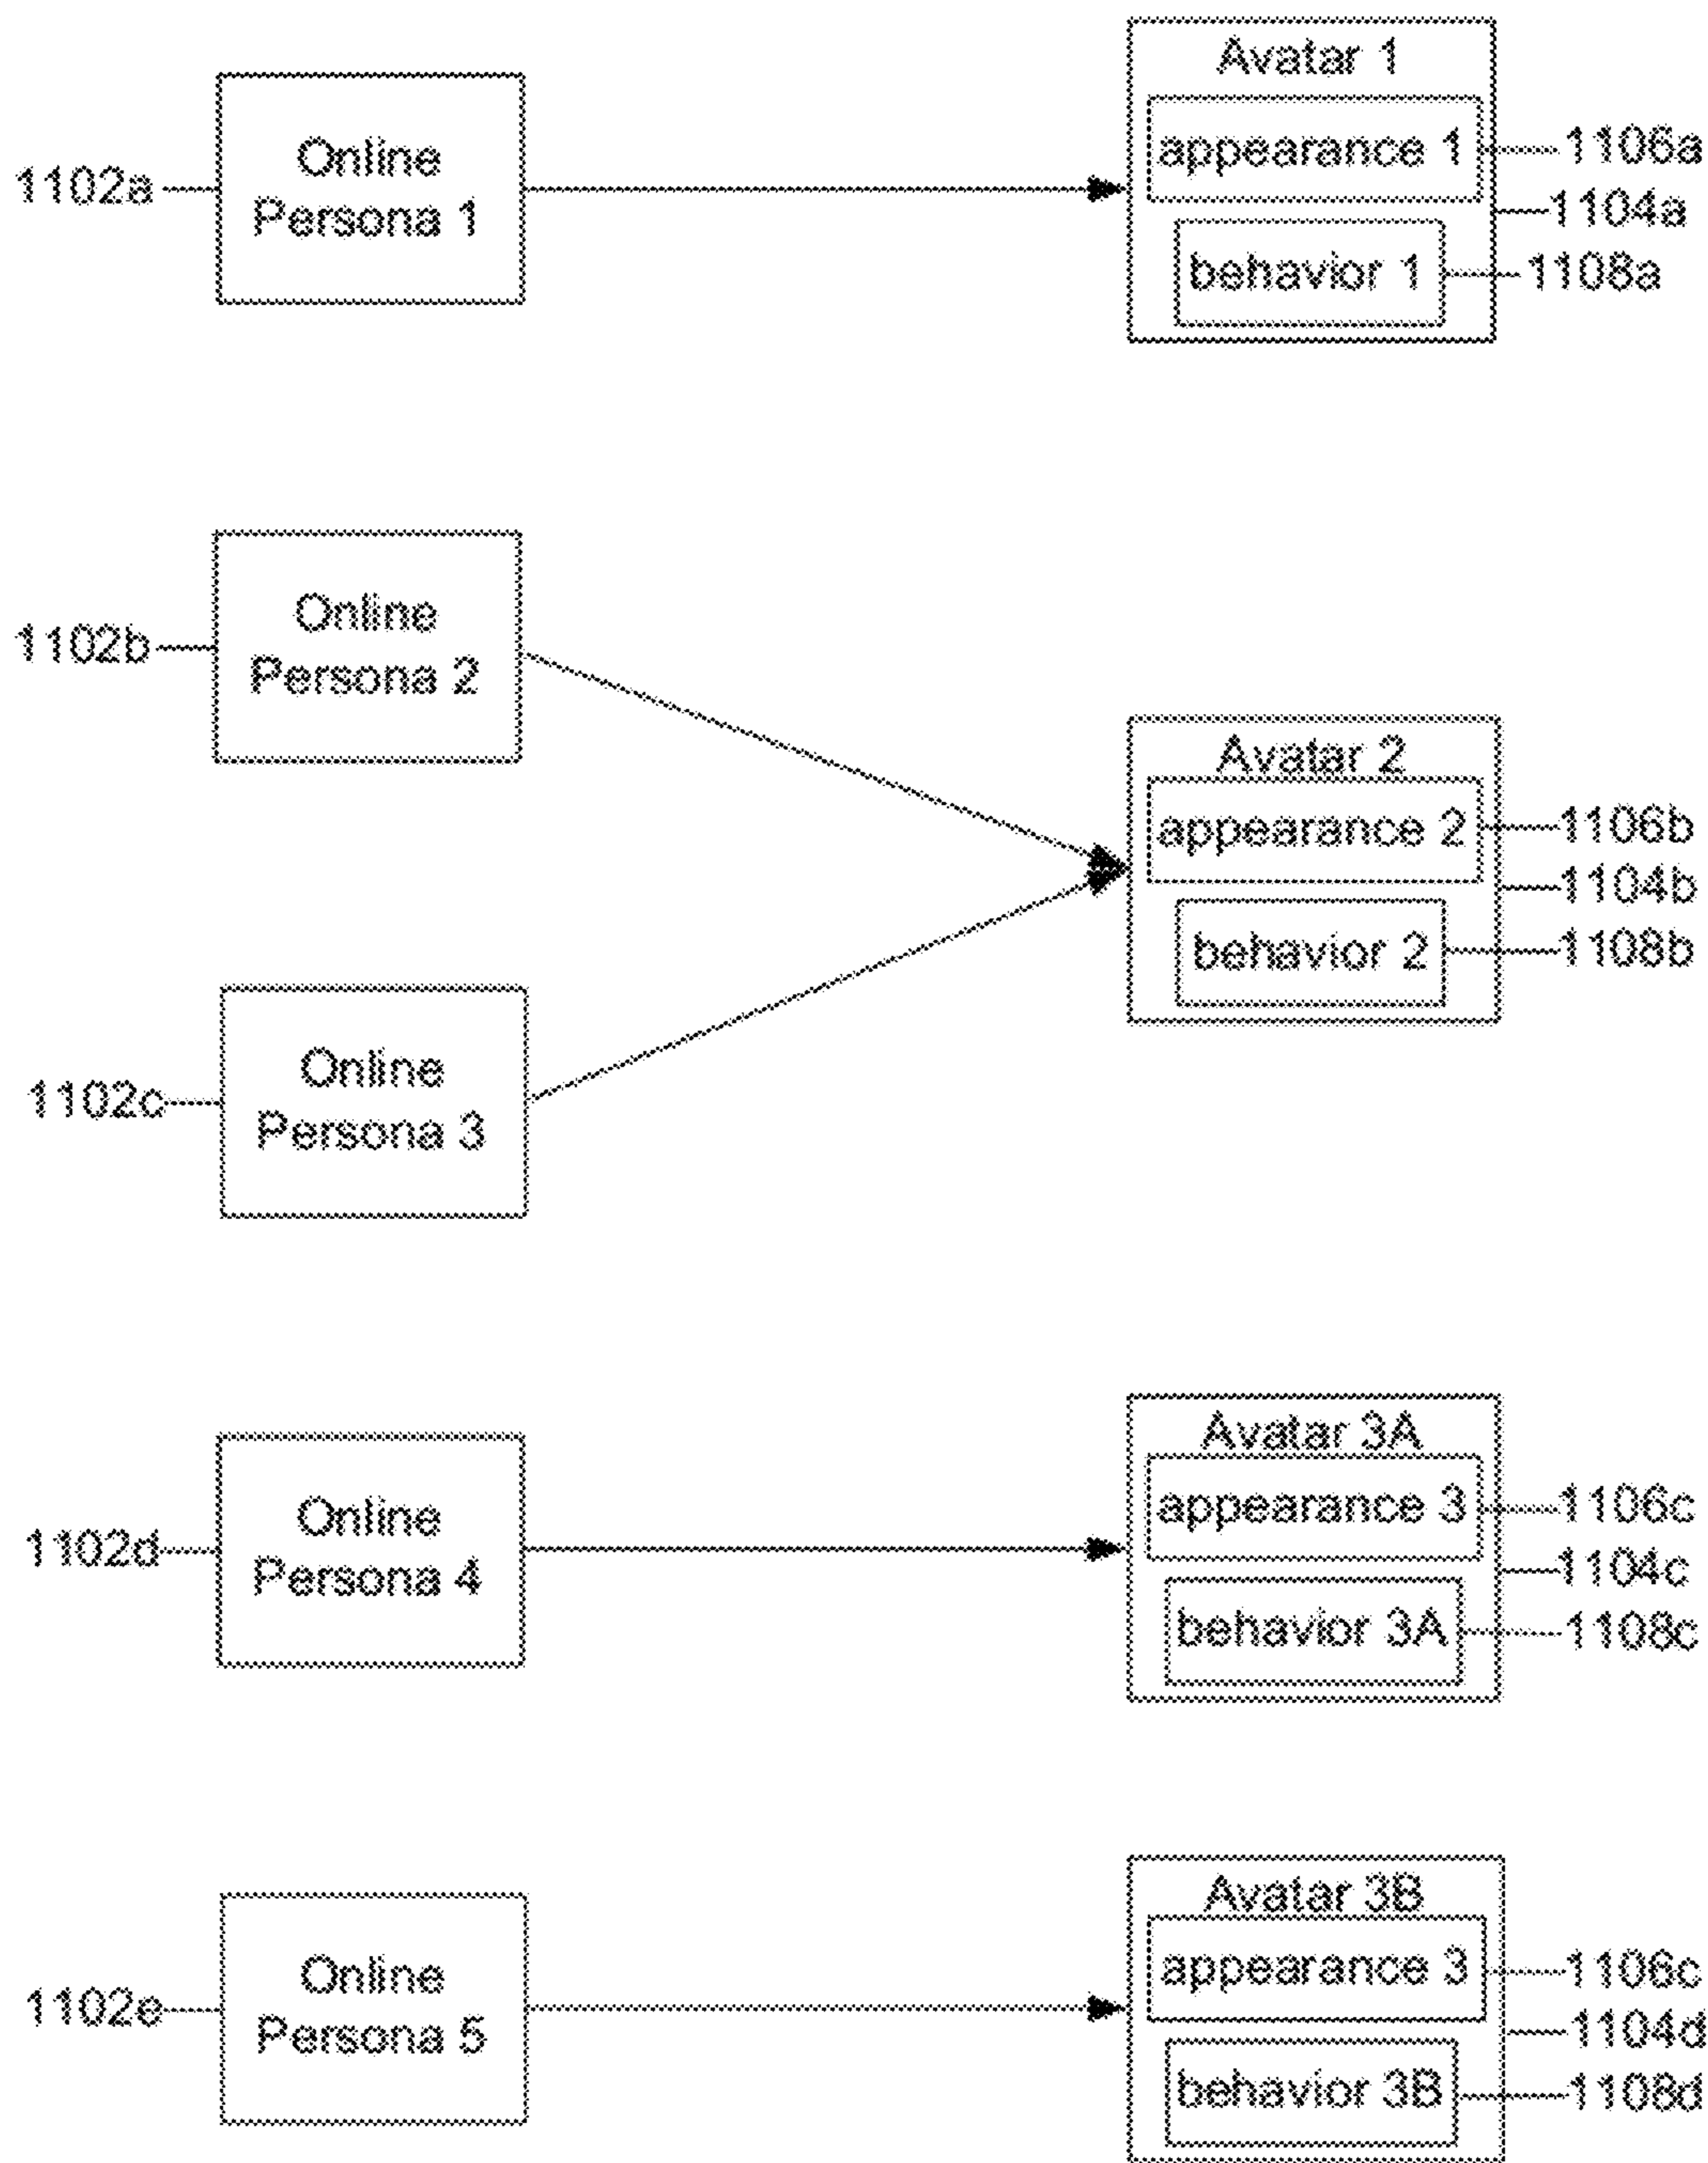 Avatar 1
Online
Persona 1
1102a
appearance 1
1106a
1104a
behavior 1
1108a
Online
Persona 2
1102b
Avatar 2
appearance 2
1106b
1104b
behavior 2
1108b
Online
Persona 3
1102c
Avatar 3A
Online
Persona 4
1102d
appearance 3
1106c
1104c
behavior 3A
1108c
Avatar 3B
Online
Persona 5
1102e
appearance 3
1106c
1104d
behavior 3B
1108d